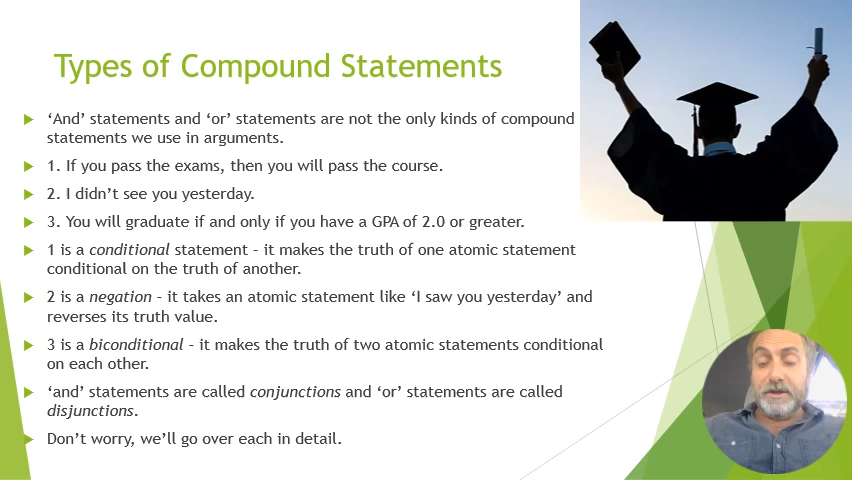 Types of Compound Statements
‘And’ statements and ‘or’ statements are not the only kinds of compound
statements we use in arguments.
1. If you pass the exams, then you will pass the course.
2. I didn’t see you yesterday.
3. You will graduate if and only if you have a GPA of 2.0 or greater.
1 is a conditional statement – it makes the truth of one atomic statement
conditional on the truth of another.
2 is a negation – it takes an atomic statement like ‘I saw you yesterday’ and
reverses its truth value.
3 is a biconditional – it makes the truth of two atomic statements conditional
on each other.
‘and’ statements are called conjunctions and ‘or’ statements are called
disjunctions.
Don’t worry, we’ll go over each in detail.